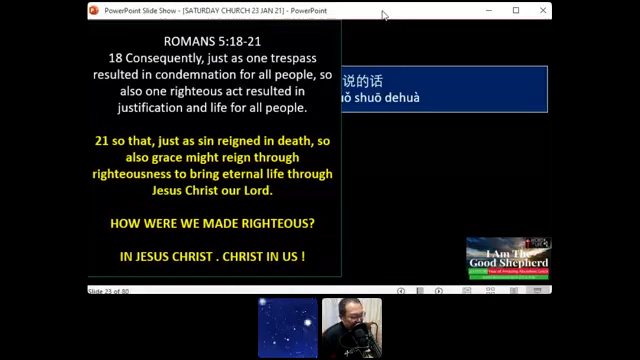 PowerPoint Slide Show - [SATURDAY CHURCH 23 JAN 21] - PowerPoint
ROMANS 5:18-21
18 Consequently, just as one trespass
resulted in condemnation for all people, so
also one righteous act resulted in
justification and life for all people.
21 so that, just as sin reigned in death, so
also grace might reign through
righteousness to bring eternal life through
Jesus Christ our Lord.
HOW WERE WE MADE RIGHTEOUS?
IN JESUS CHRIST . CHRIST IN US !
说的话
shuō dehuà
I Am The
Good Shepherd
Slide 23 of 80